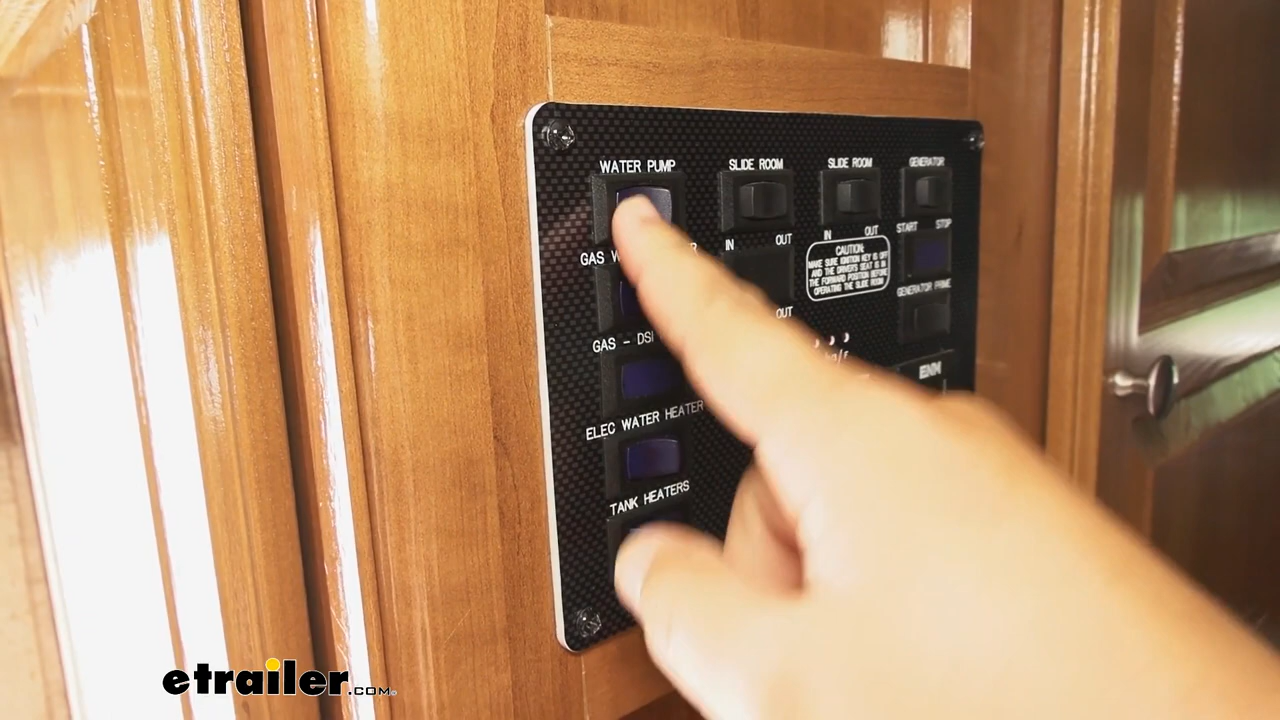 WATER PUMP
SLIDE ROOM
SLIDE ROOM
GENERATOR
IN OUT
IN OUT
START STOP
GAS
CAUTION:
MAKE SURE IGNITION KEY IS OFF
AND THE DRIVER'S SEAT IS IN
THE FORWARD POSITION BEFORE
OPERATING THE SLIDE ROOM
GENERATOR PRIME
OUT
GAS - DSI
ENM
ELEC WATER HEATER
TANK HEATERS
etrailer.com